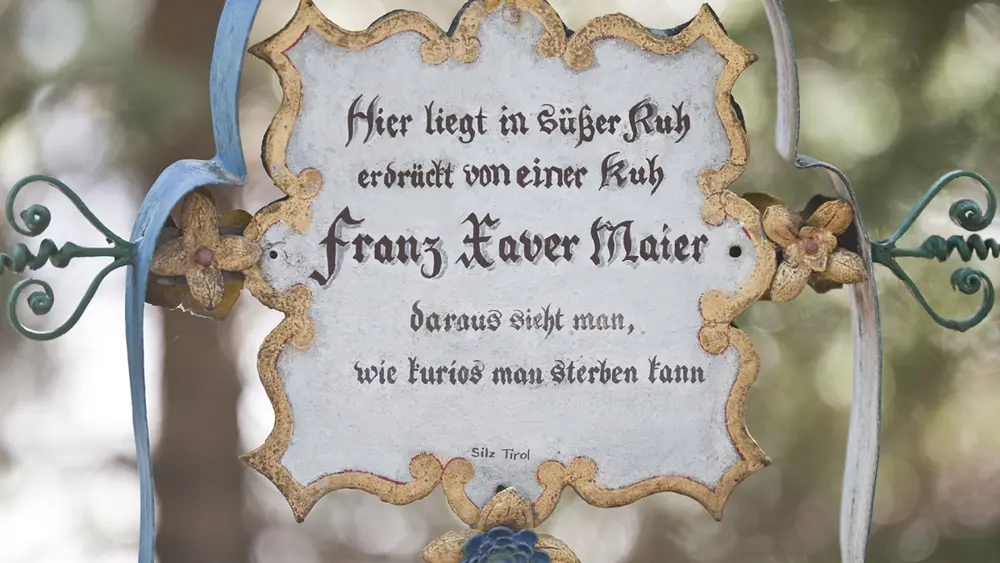 Hier liegt in süßer Ruh
erdrückt von einer Kuh
Franz Xaver Maier
daraus sieht man,
wie kurios man sterben kann
Silz Tirol